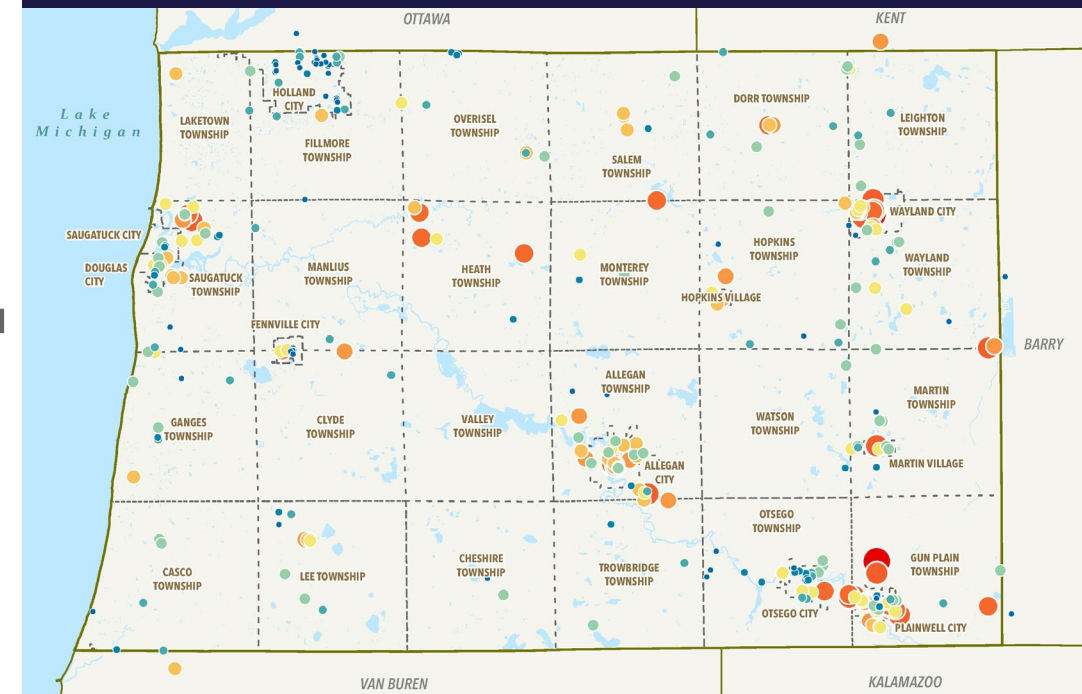 OTTAWA
KENT
Lake
Michigan
HOLLAND
CITY
LAKETOWN
TOWNSHIP
FILLMORE
TOWNSHIP
OVERISEL
TOWNSHIP
SALEM
TOWNSHIP
DORR TOWNSHIP
LEIGHTON
TOWNSHIP
SAUGATUCK CITY
DOUGLAS
CITY
SAUGATUCK
TOWNSHIP
MANLIUS
TOWNSHIP
HEATH
TOWNSHIP
MONTEREY
TOWNSHIP
HOPKINS
TOWNSHIP
HOPKINS VILLAGE
WAYLAND CITY
WAYLAND
TOWNSHIP
FENNVILLE CITY
BARRY
GANGES
TOWNSHIP
CLYDE
TOWNSHIP
VALLEY
TOWNSHIP
ALLEGAN
TOWNSHIP
ALLEGAN
CITY
WATSON
TOWNSHIP
MARTIN
TOWNSHIP
MARTIN VILLAGE
CASCO
TOWNSHIP
LEE TOWNSHIP
CHESHIRE
TOWNSHIP
TROWBRIDGE
TOWNSHIP
OTSEGO
TOWNSHIP
OTSEGO CITY
GUN PLAIN
TOWNSHIP
PLAINWELL CITY
VAN BUREN
KALAMAZOO